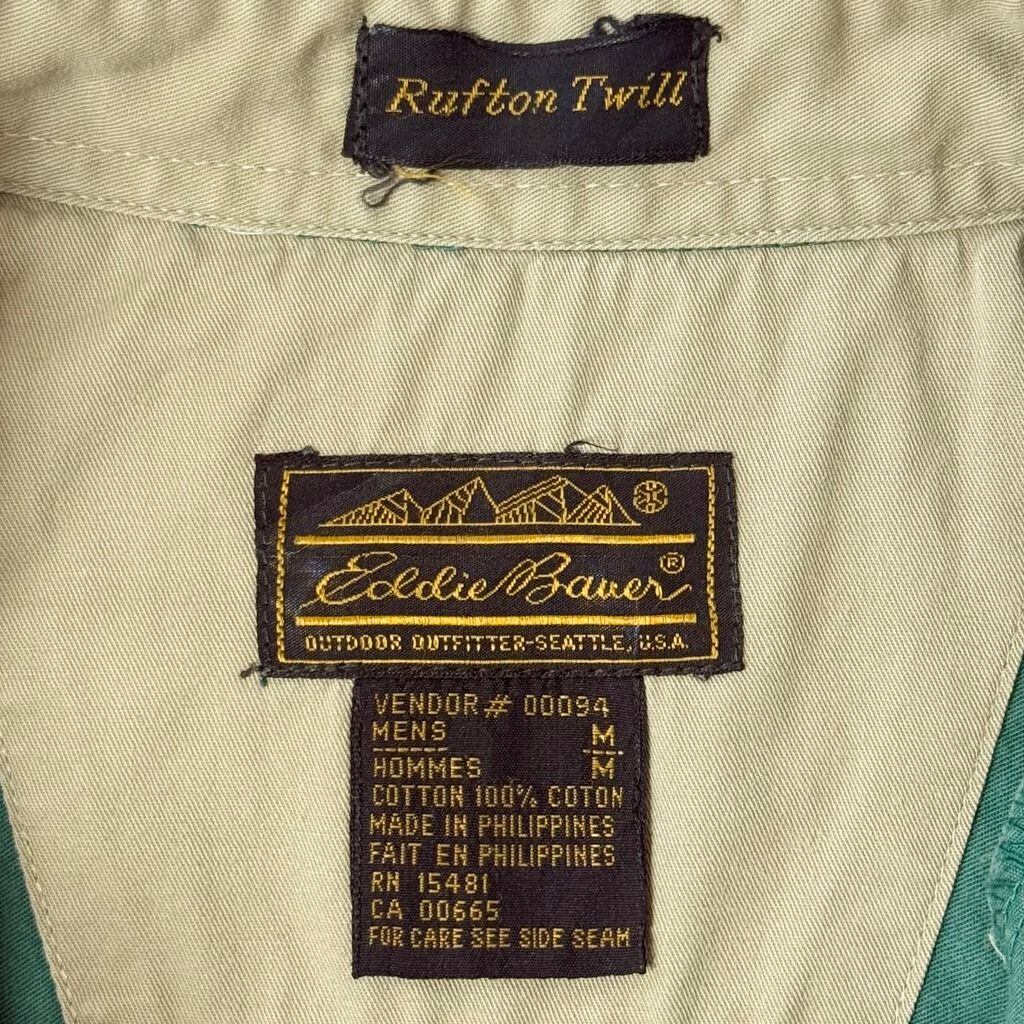 Rufton Twill
Eddie Bauer®
OUTDOOR OUTFITTER-SEATTLE, U.S.A.
VENDOR # 00094
MENS M
HOMMES M
COTTON 100% COTON
MADE IN PHILIPPINES
FAIT EN PHILIPPINES
RN 15481
CA 00665
FOR CARE SEE SIDE SEAM